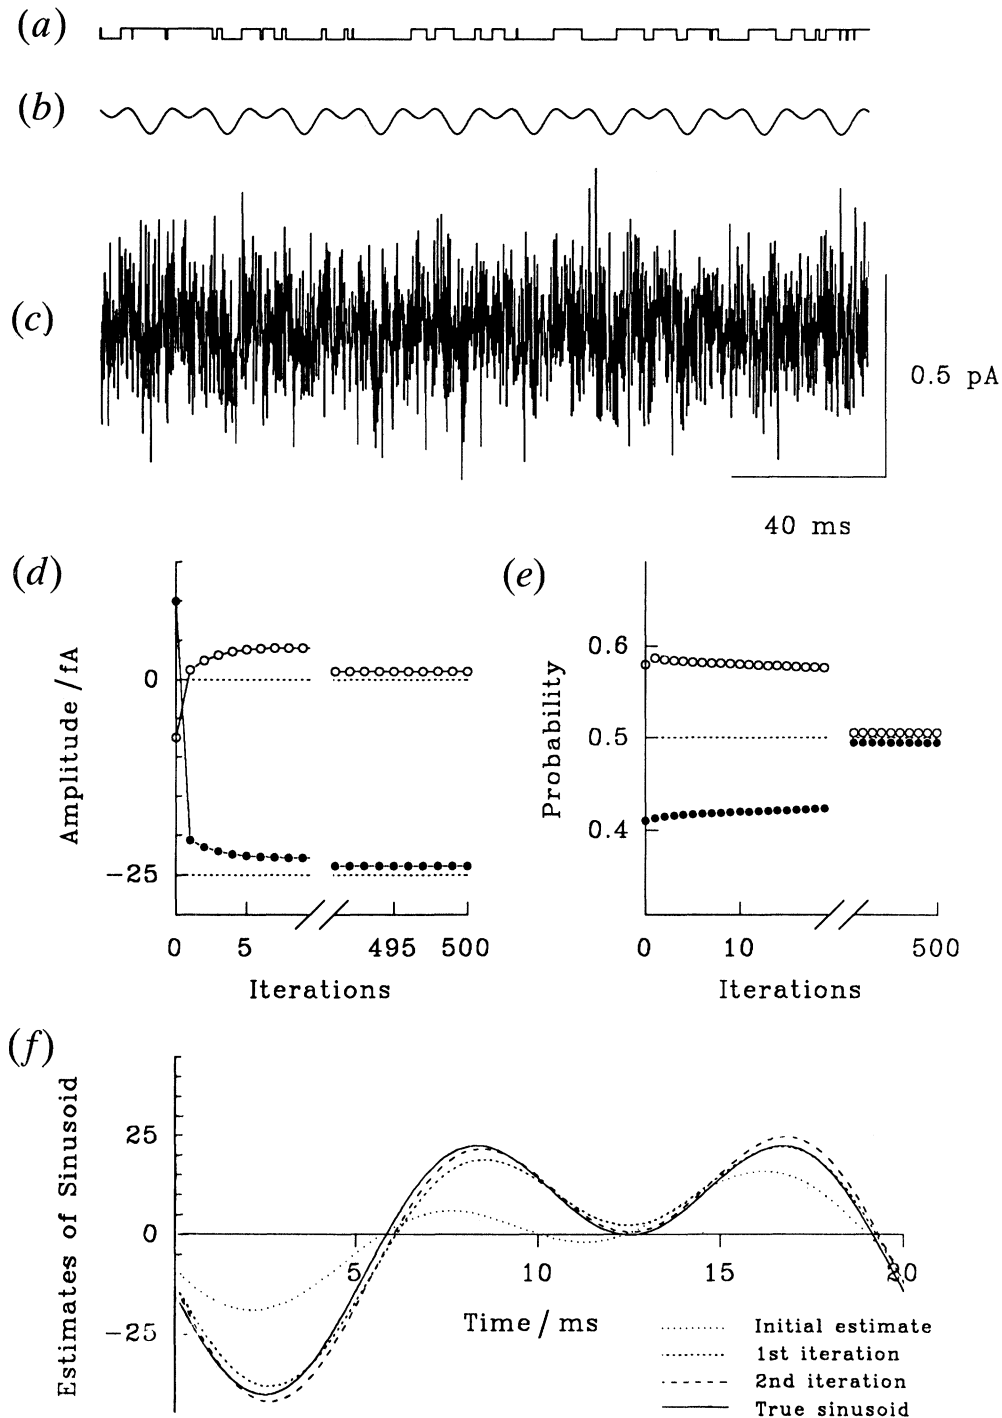 (a)
(b)
(c)
0.5 pA
40 ms
(d)
Amplitude / fA
0
−25
0 5 495 500
Iterations
(e)
Probability
0.6
0.5
0.4
0 10 500
Iterations
(f)
Estimates of Sinusoid
25
0
−25
5 10 15 20
Time / ms
Initial estimate
1st iteration
2nd iteration
True sinusoid